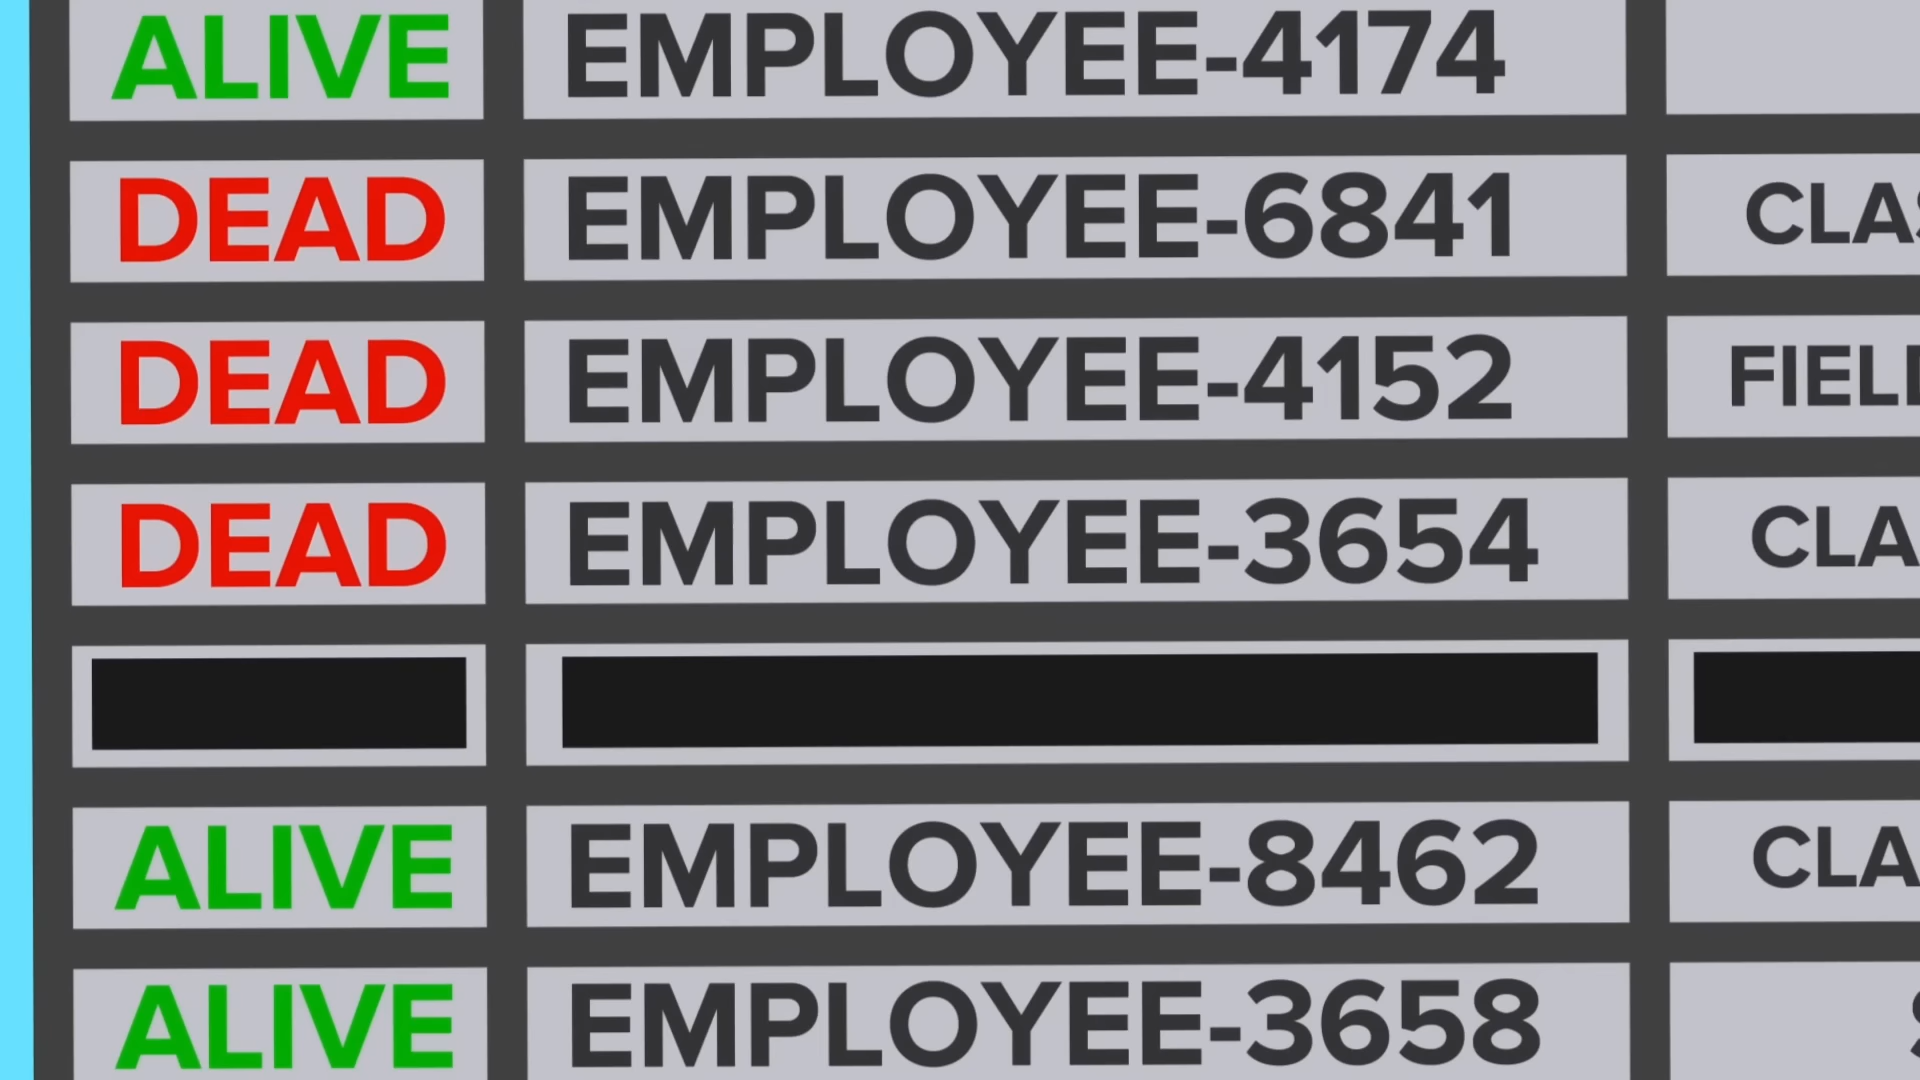 ALIVE EMPLOYEE-4174
DEAD EMPLOYEE-6841
DEAD EMPLOYEE-4152
DEAD EMPLOYEE-3654
ALIVE EMPLOYEE-8462
ALIVE EMPLOYEE-3658